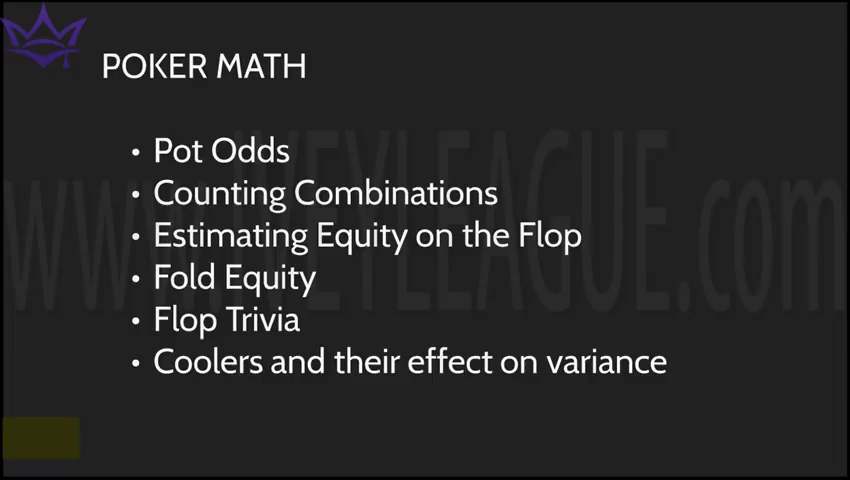 POKER MATH
• Pot Odds
• Counting Combinations
• Estimating Equity on the Flop
• Fold Equity
• Flop Trivia
• Coolers and their effect on variance